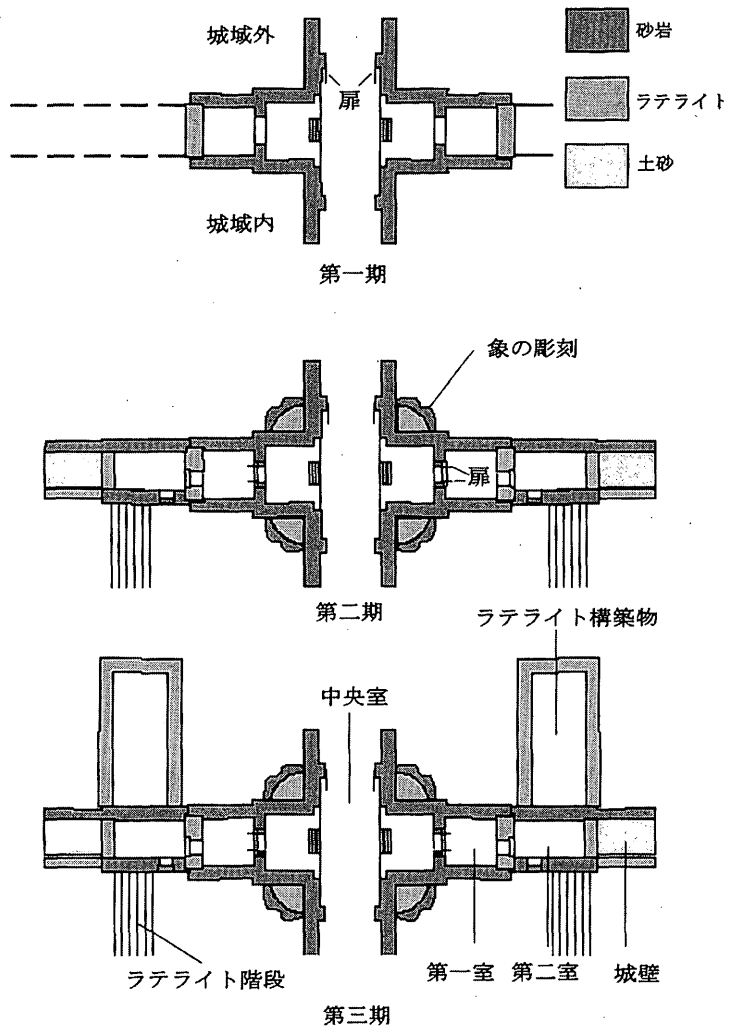 城域外
砂岩
扉
ラテライト
土砂
城域内
第一期
象の彫刻
扉
第二期
ラテライト構築物
中央室
ラテライト階段
第一室
第二室
城壁
第三期